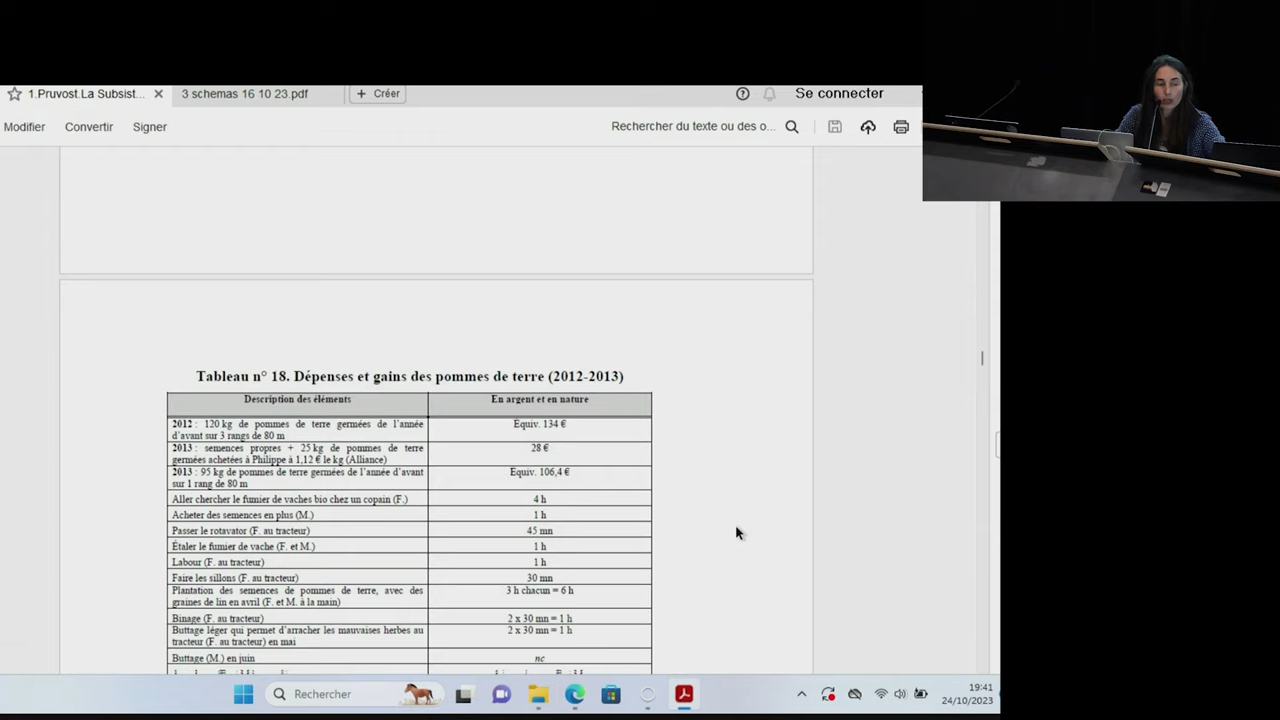 1.Pruvost.La Subsist...
3 schemas 16 10 23.pdf
+ Créer
Se connecter
Modifier
Convertir
Signer
Rechercher du texte ou des o...
Tableau n° 18. Dépenses et gains des pommes de terre (2012-2013)
Description des éléments
En argent et en nature
2012 : 120 kg de pommes de terre germées de l'année
d'avant sur 3 rangs de 80 m
Équiv. 134 €
2013 : semences propres + 25 kg de pommes de terre
germées achetées à Philippe à 1,12 € le kg (Alliance)
28 €
2013 : 95 kg de pommes de terre germées de l'année d'avant
sur 1 rang de 80 m
Equiv. 106,4 €
Aller chercher le fumier de vaches bio chez un copain (F.)
4 h
Acheter des semences en plus (M.)
1 h
Passer le rotavator (F. au tracteur)
45 mn
Étaler le fumier de vache (F. et M.)
1 h
Labour (F. au tracteur)
1 h
Faire les sillons (F. au tracteur)
30 mn
Plantation des semences de pommes de terre, avec des
graines de lin en avril (F. et M. à la main)
3 h chacun = 6 h
Binage (F. au tracteur)
2 x 30 mn = 1 h
Buttage léger qui permet d'arracher les mauvaises herbes au
tracteur (F. au tracteur) en mai
2 x 30 mn = 1 h
Buttage (M.) en juin
nc
Rechercher
19:41
24/10/2023